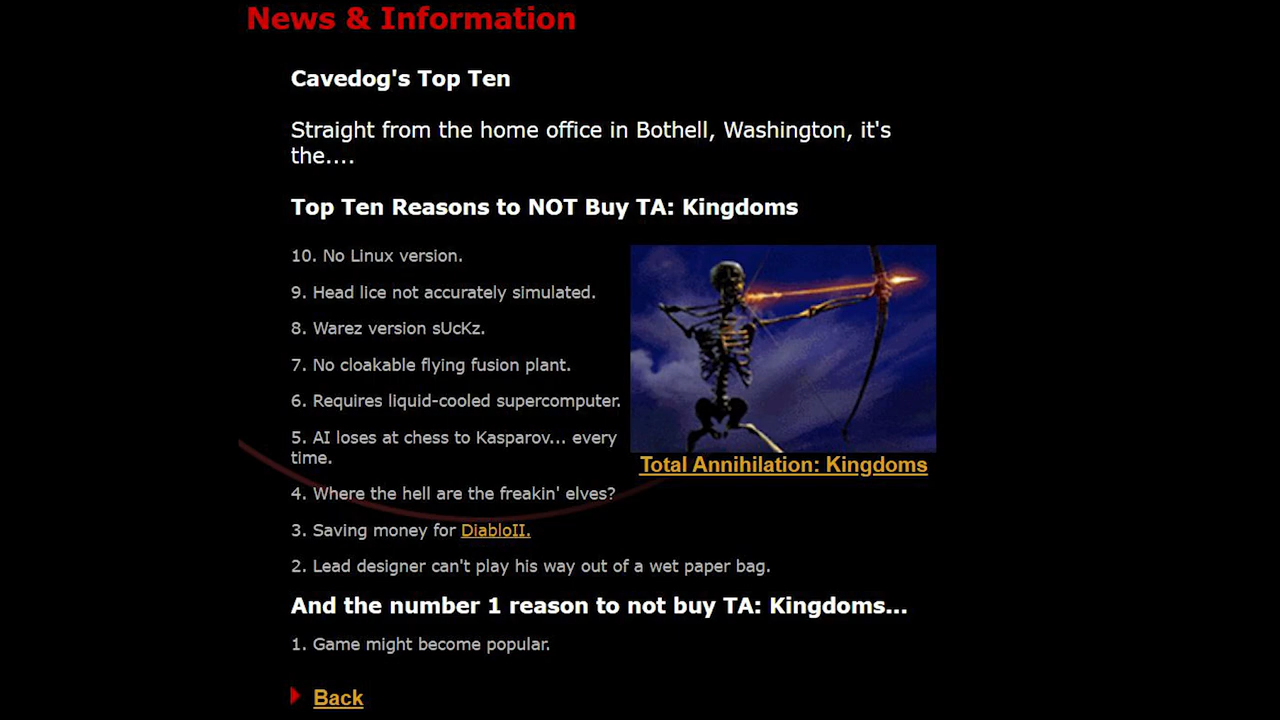 News & Information
Cavedog's Top Ten
Straight from the home office in Bothell, Washington, it's
the....
Top Ten Reasons to NOT Buy TA: Kingdoms
10. No Linux version.
9. Head lice not accurately simulated.
8. Warez version sUcKz.
7. No cloakable flying fusion plant.
6. Requires liquid-cooled supercomputer.
5. AI loses at chess to Kasparov... every
time.
Total Annihilation: Kingdoms
4. Where the hell are the freakin' elves?
3. Saving money for DiabloII.
2. Lead designer can't play his way out of a wet paper bag.
And the number 1 reason to not buy TA: Kingdoms...
1. Game might become popular.
Back